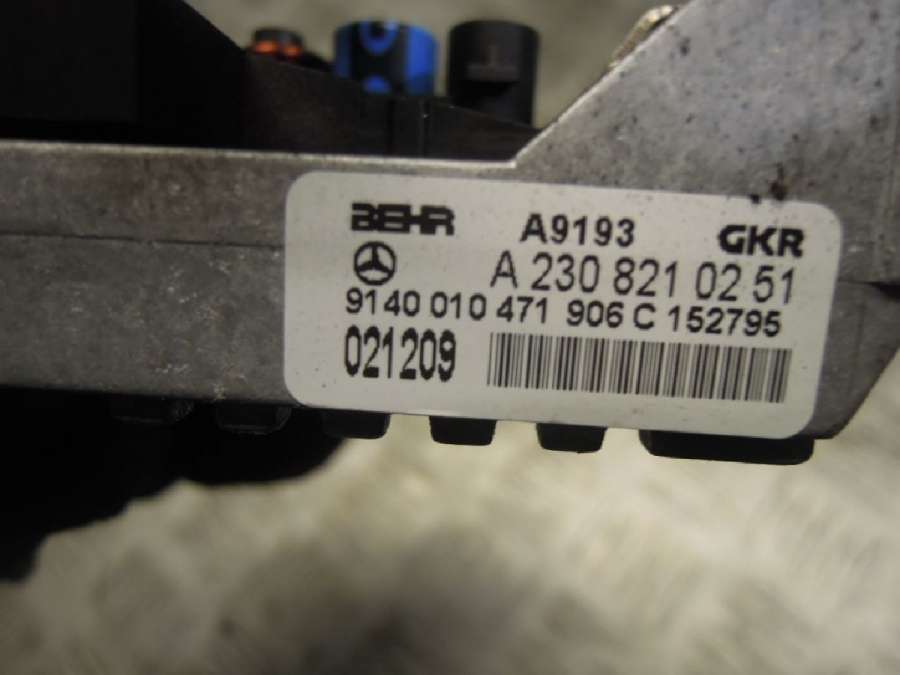 BEHR A9193 GKR
A 230 821 02 51
9140 010 471 906 C 152795
021209